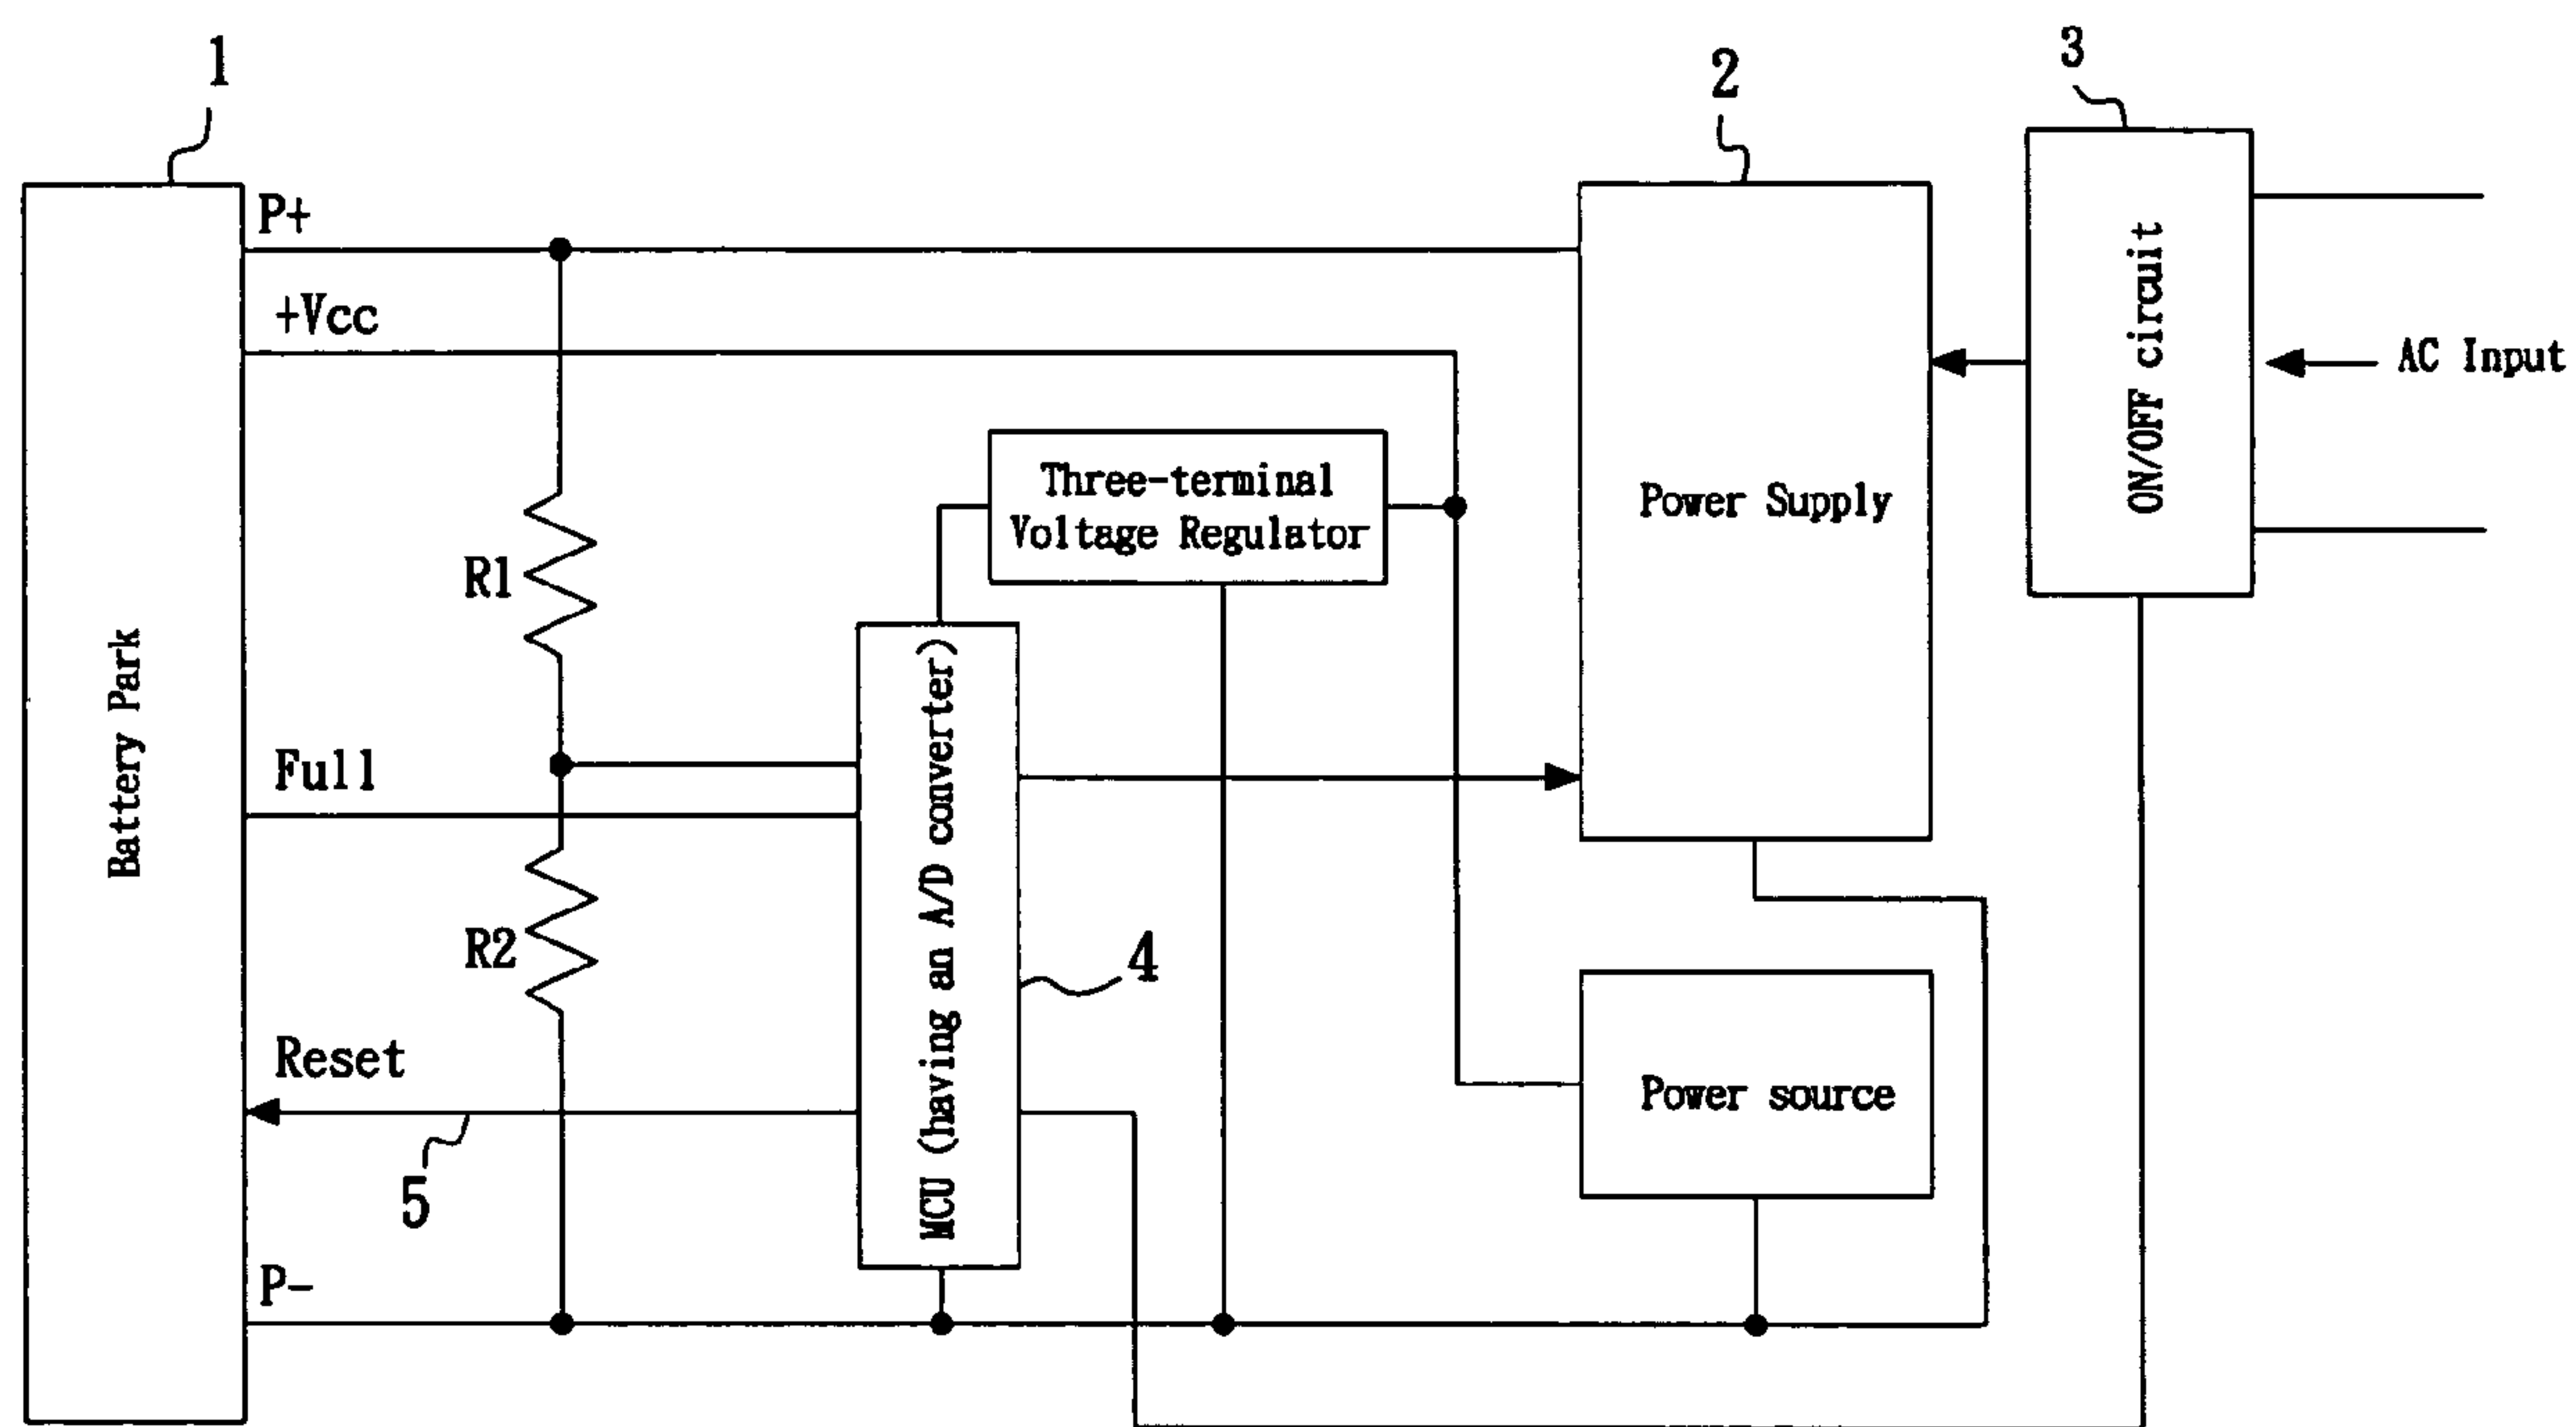 1
2
3
P+
+Vcc
AC Input
ON/OFF circuit
Three-terminal
Voltage Regulator
Power Supply
R1
Battery Park
Full
MCU (having an A/D converter)
R2
4
Reset
Power source
5
P-